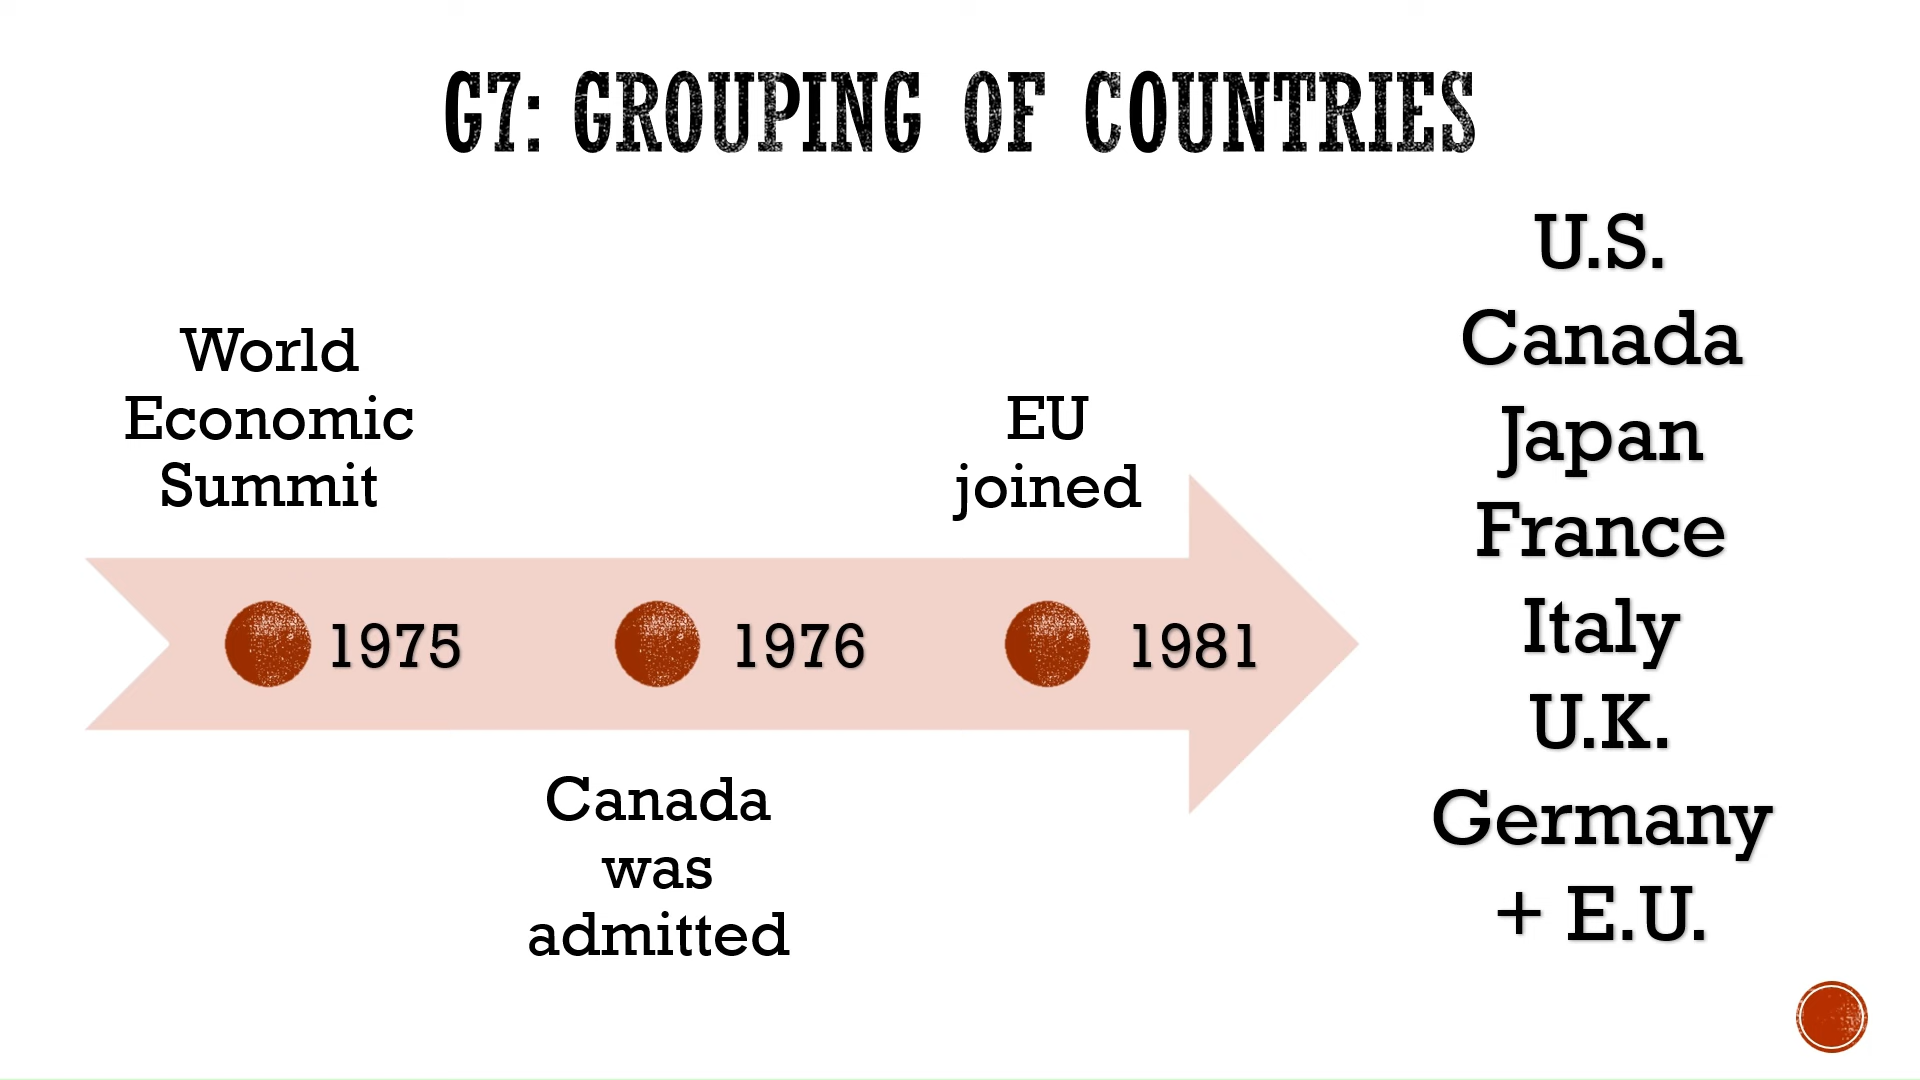 G7: GROUPING OF COUNTRIES
World
Economic
Summit
1975
Canada
was
admitted
1976
EU
joined
1981
U.S.
Canada
Japan
France
Italy
U.K.
Germany
+ E.U.